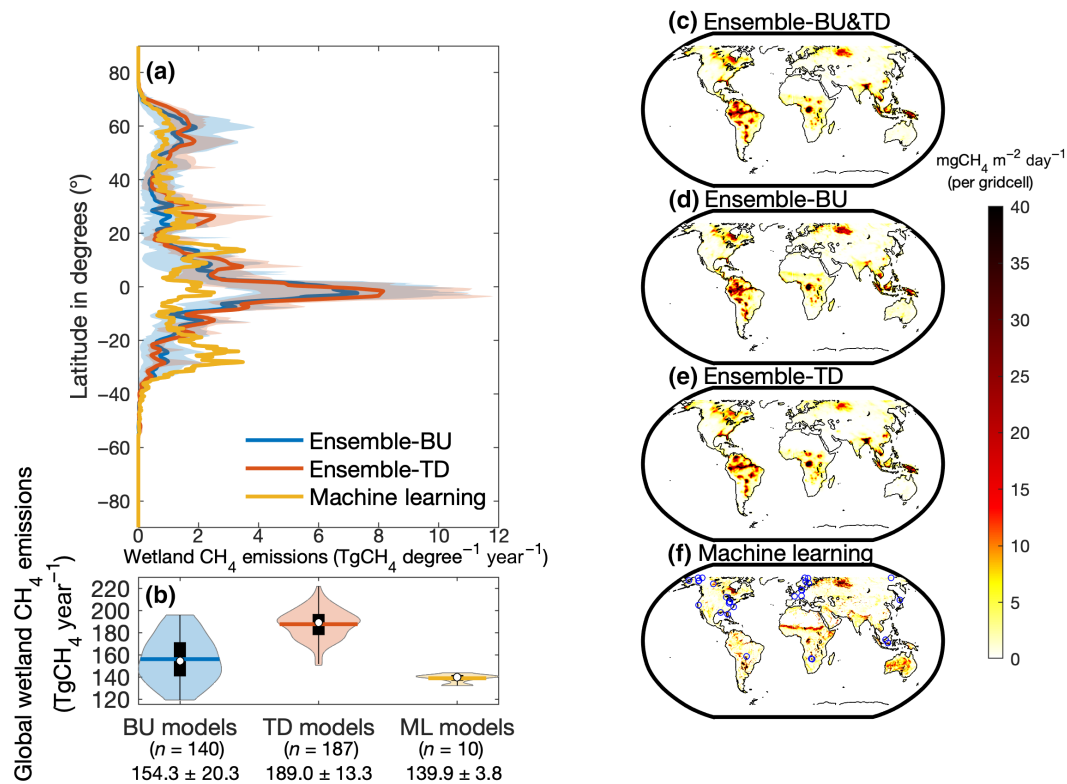 (a)
80
60
40
20
0
−20
−40
−60
−80
Latitude in degrees (°)
Ensemble-BU
Ensemble-TD
Machine learning
0 2 4 6 8 10 12
Wetland CH₄ emissions (TgCH₄ degree⁻¹ year⁻¹)
(b)
220
200
180
160
140
120
Global wetland CH₄ emissions
(TgCH₄ year⁻¹)
BU models TD models ML models
(n = 140) (n = 187) (n = 10)
154.3 ± 20.3 189.0 ± 13.3 139.9 ± 3.8
(c) Ensemble-BU&TD
(d) Ensemble-BU
(e) Ensemble-TD
(f) Machine learning
mgCH₄ m⁻² day⁻¹
(per gridcell)
40
35
30
25
20
15
10
5
0